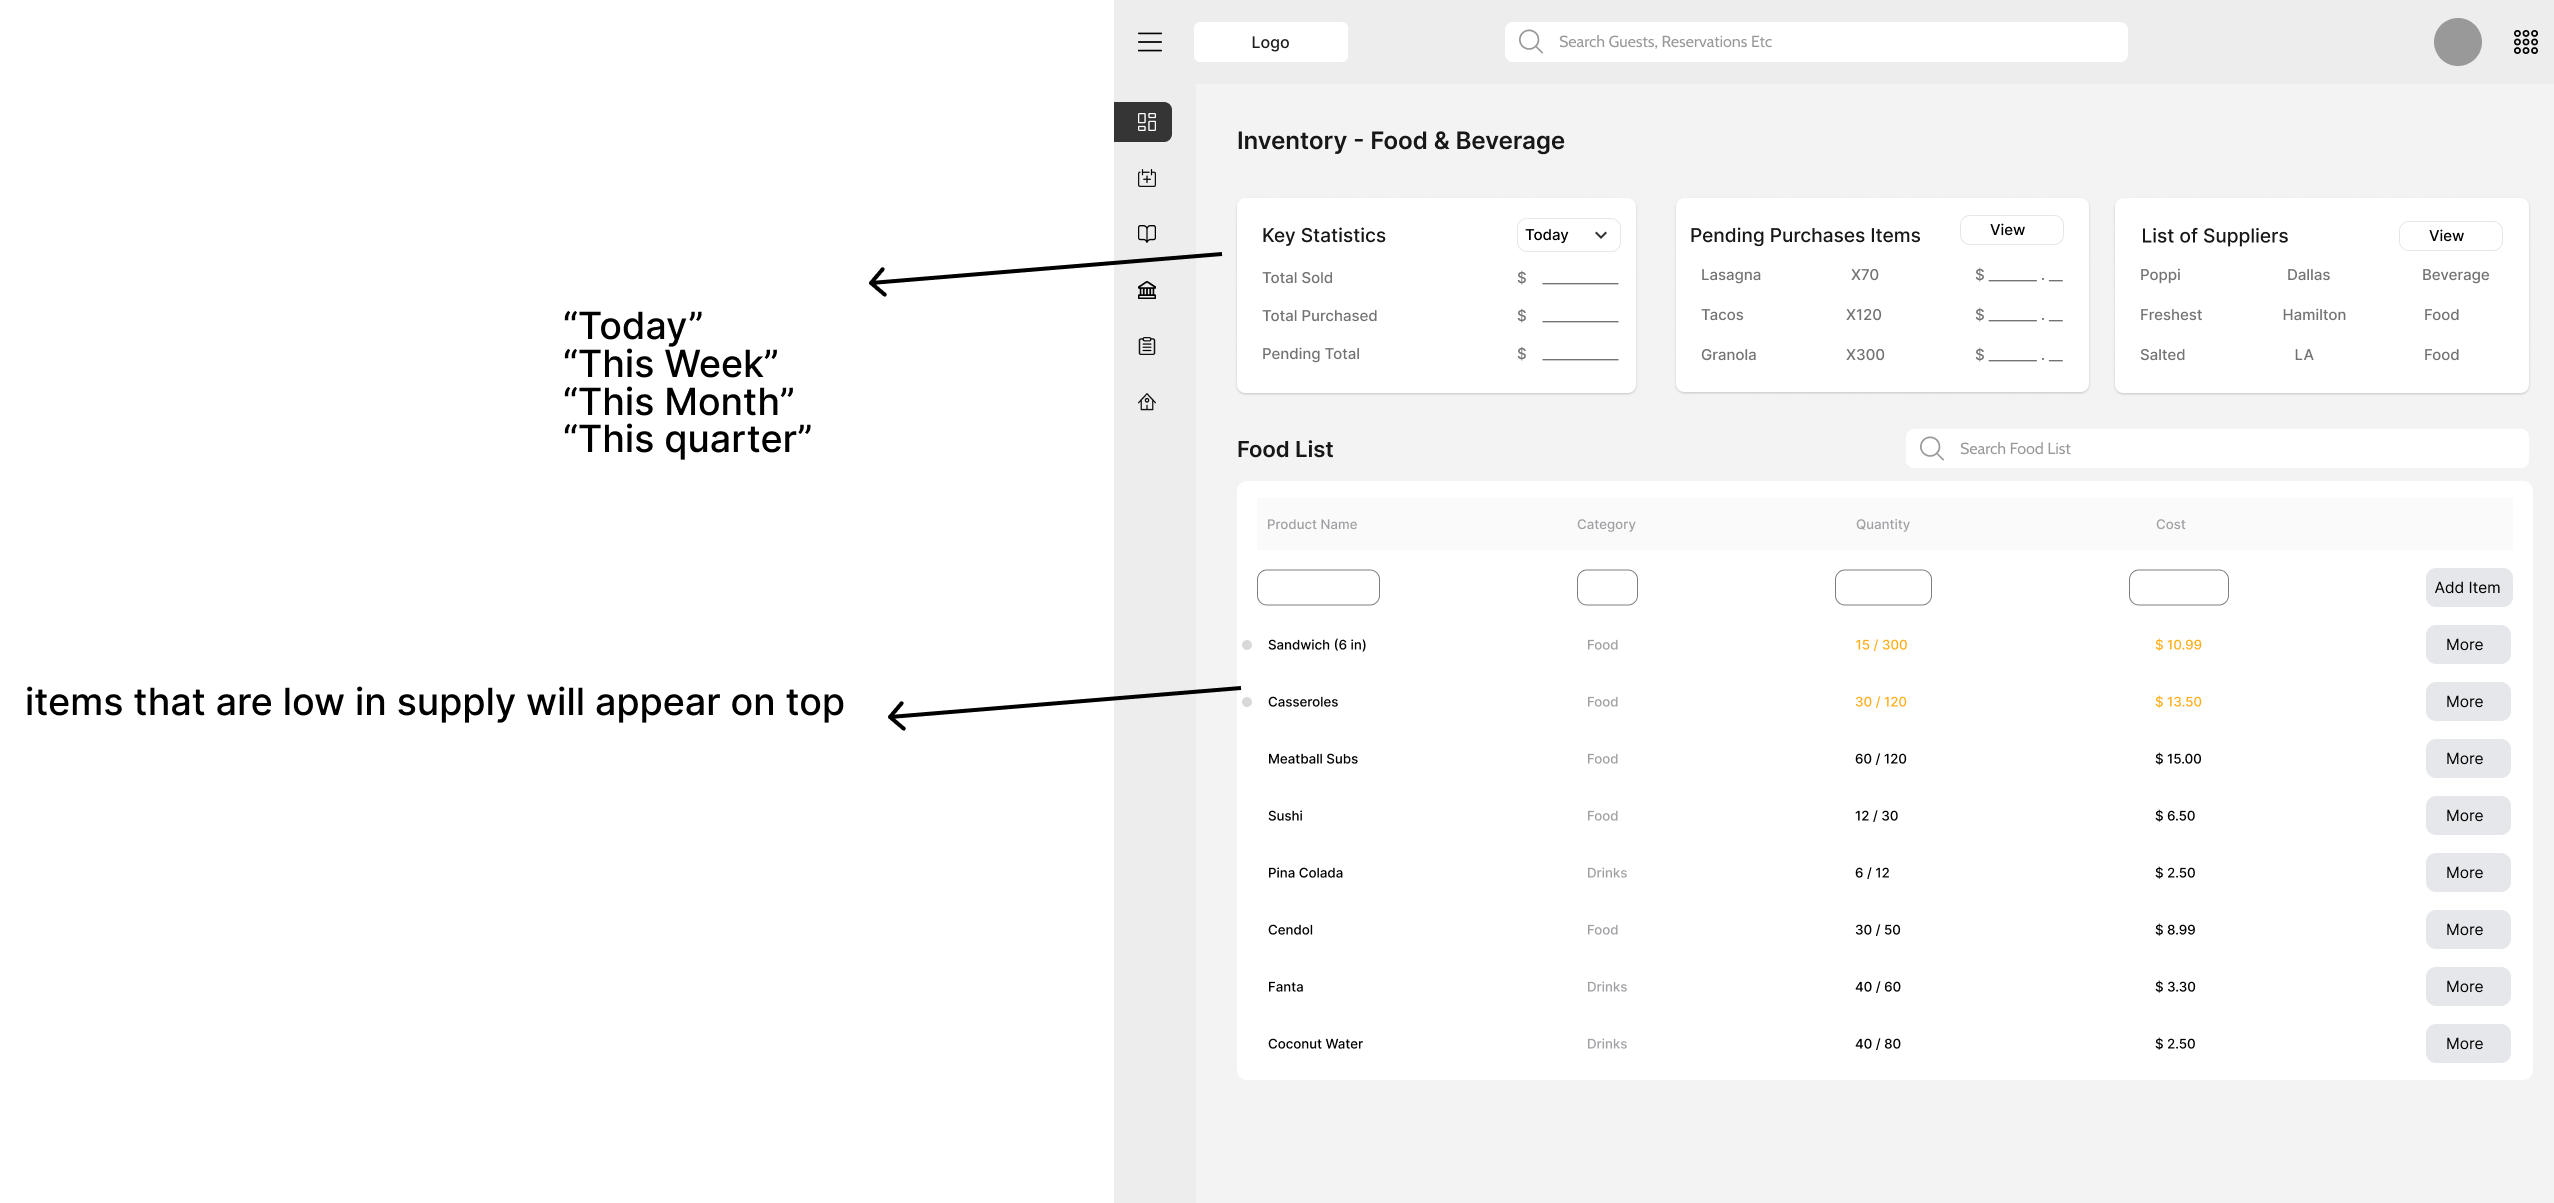 Logo
Search Guests, Reservations Etc
Inventory - Food & Beverage
Key Statistics Today
Total Sold $ ________
Total Purchased $ ________
Pending Total $ ________
Pending Purchases Items View
Lasagna X70 $ ______ . __
Tacos X120 $ ______ . __
Granola X300 $ ______ . __
List of Suppliers View
Poppi Dallas Beverage
Freshest Hamilton Food
Salted LA Food
“Today”
“This Week”
“This Month”
“This quarter”
Food List
Search Food List
Product Name Category Quantity Cost
Add Item
Sandwich (6 in) Food 15 / 300 $ 10.99 More
Casseroles Food 30 / 120 $ 13.50 More
Meatball Subs Food 60 / 120 $ 15.00 More
Sushi Food 12 / 30 $ 6.50 More
Pina Colada Drinks 6 / 12 $ 2.50 More
Cendol Food 30 / 50 $ 8.99 More
Fanta Drinks 40 / 60 $ 3.30 More
Coconut Water Drinks 40 / 80 $ 2.50 More
items that are low in supply will appear on top